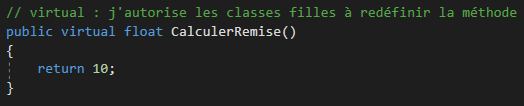 // virtual : j'autorise les classes filles à redéfinir la méthode
public virtual float CalculerRemise()
{
    return 10;
}